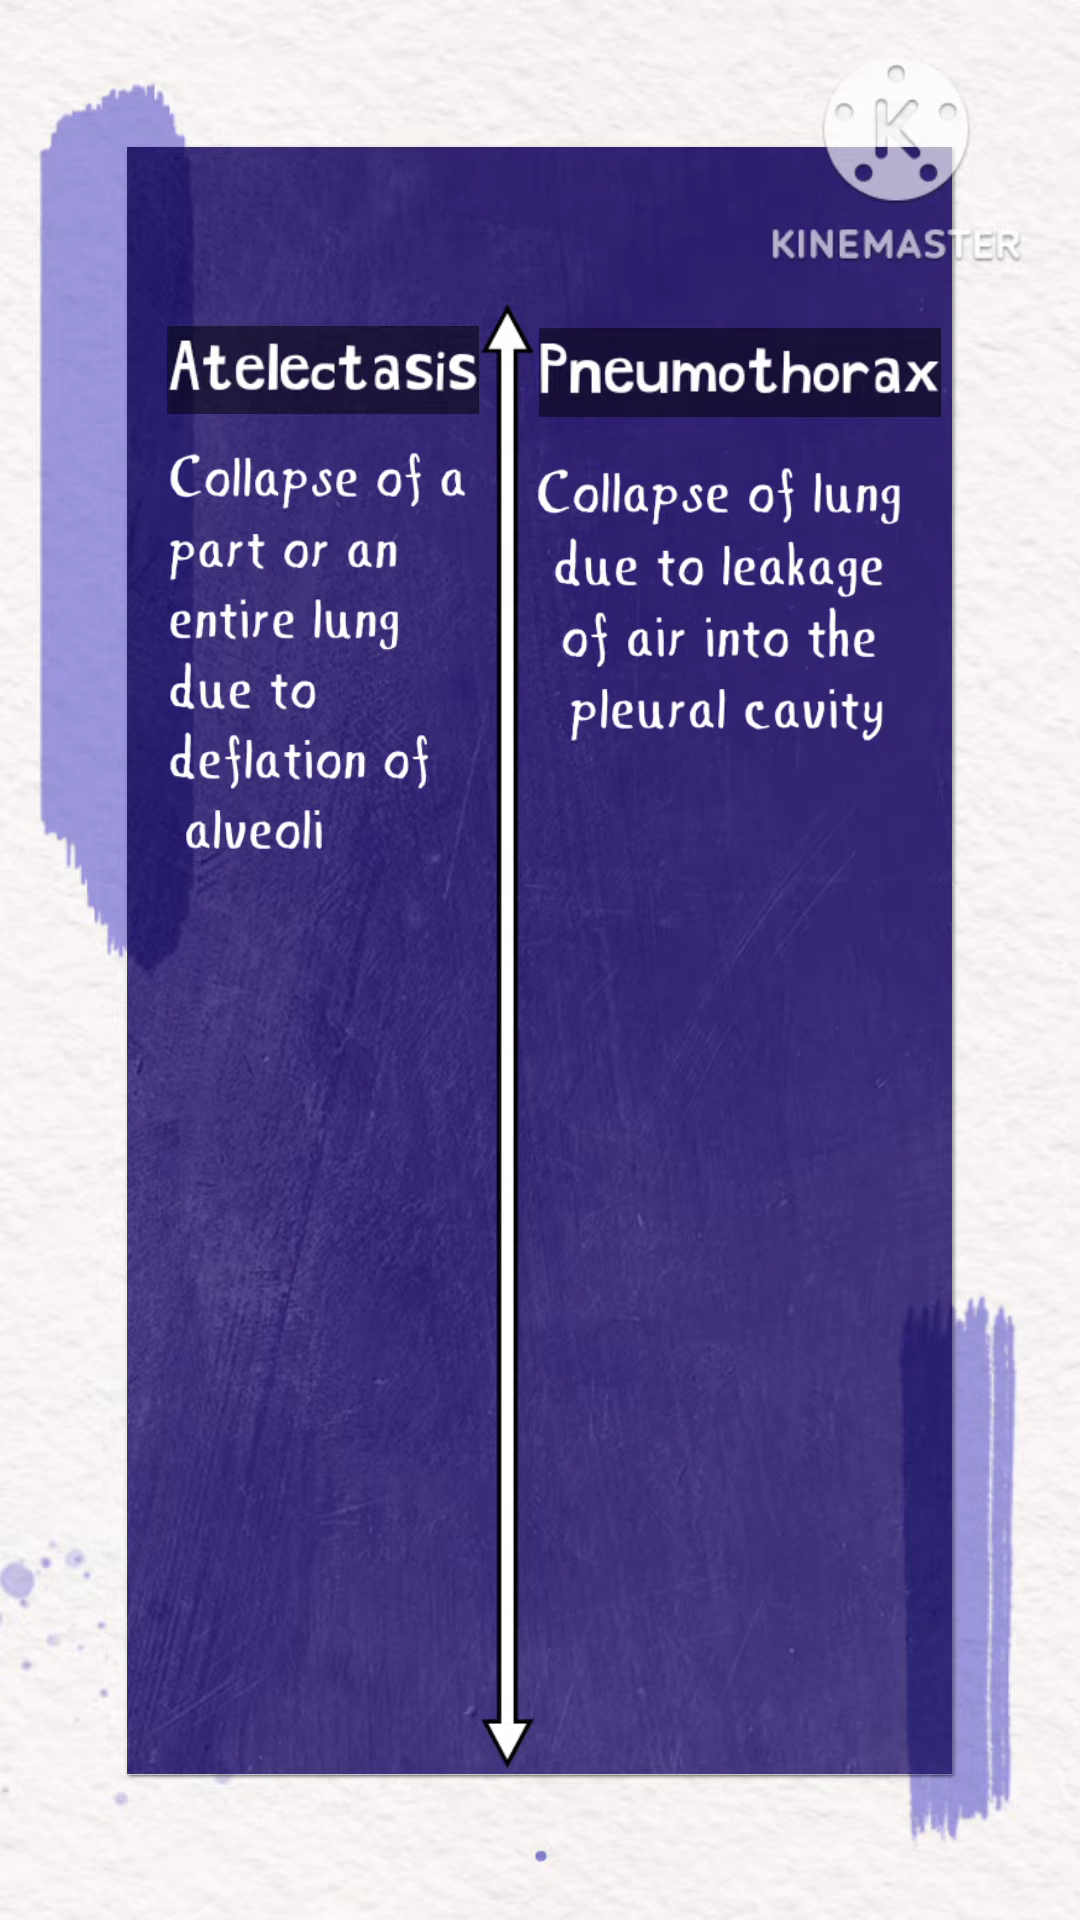 KINEMASTER
Atelectasis
Collapse of a
part or an
entire lung
due to
deflation of
alveoli
Pneumothorax
Collapse of lung
due to leakage
of air into the
pleural cavity